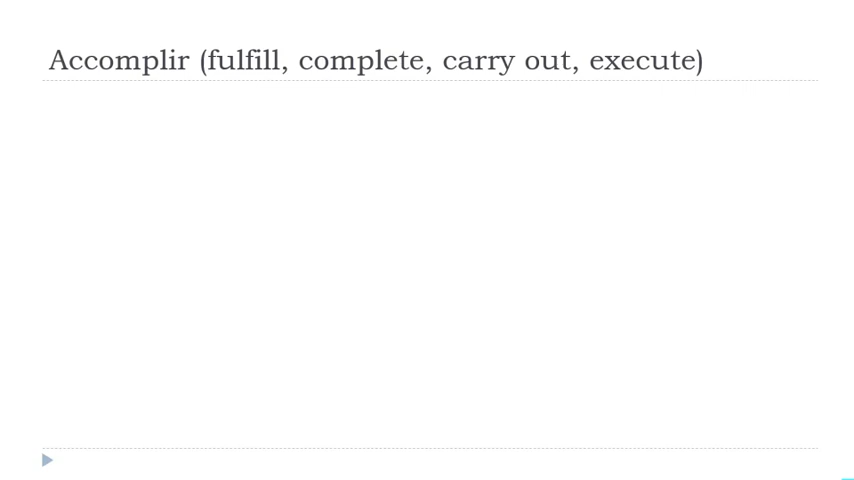 Accomplir (fulfill, complete, carry out, execute)